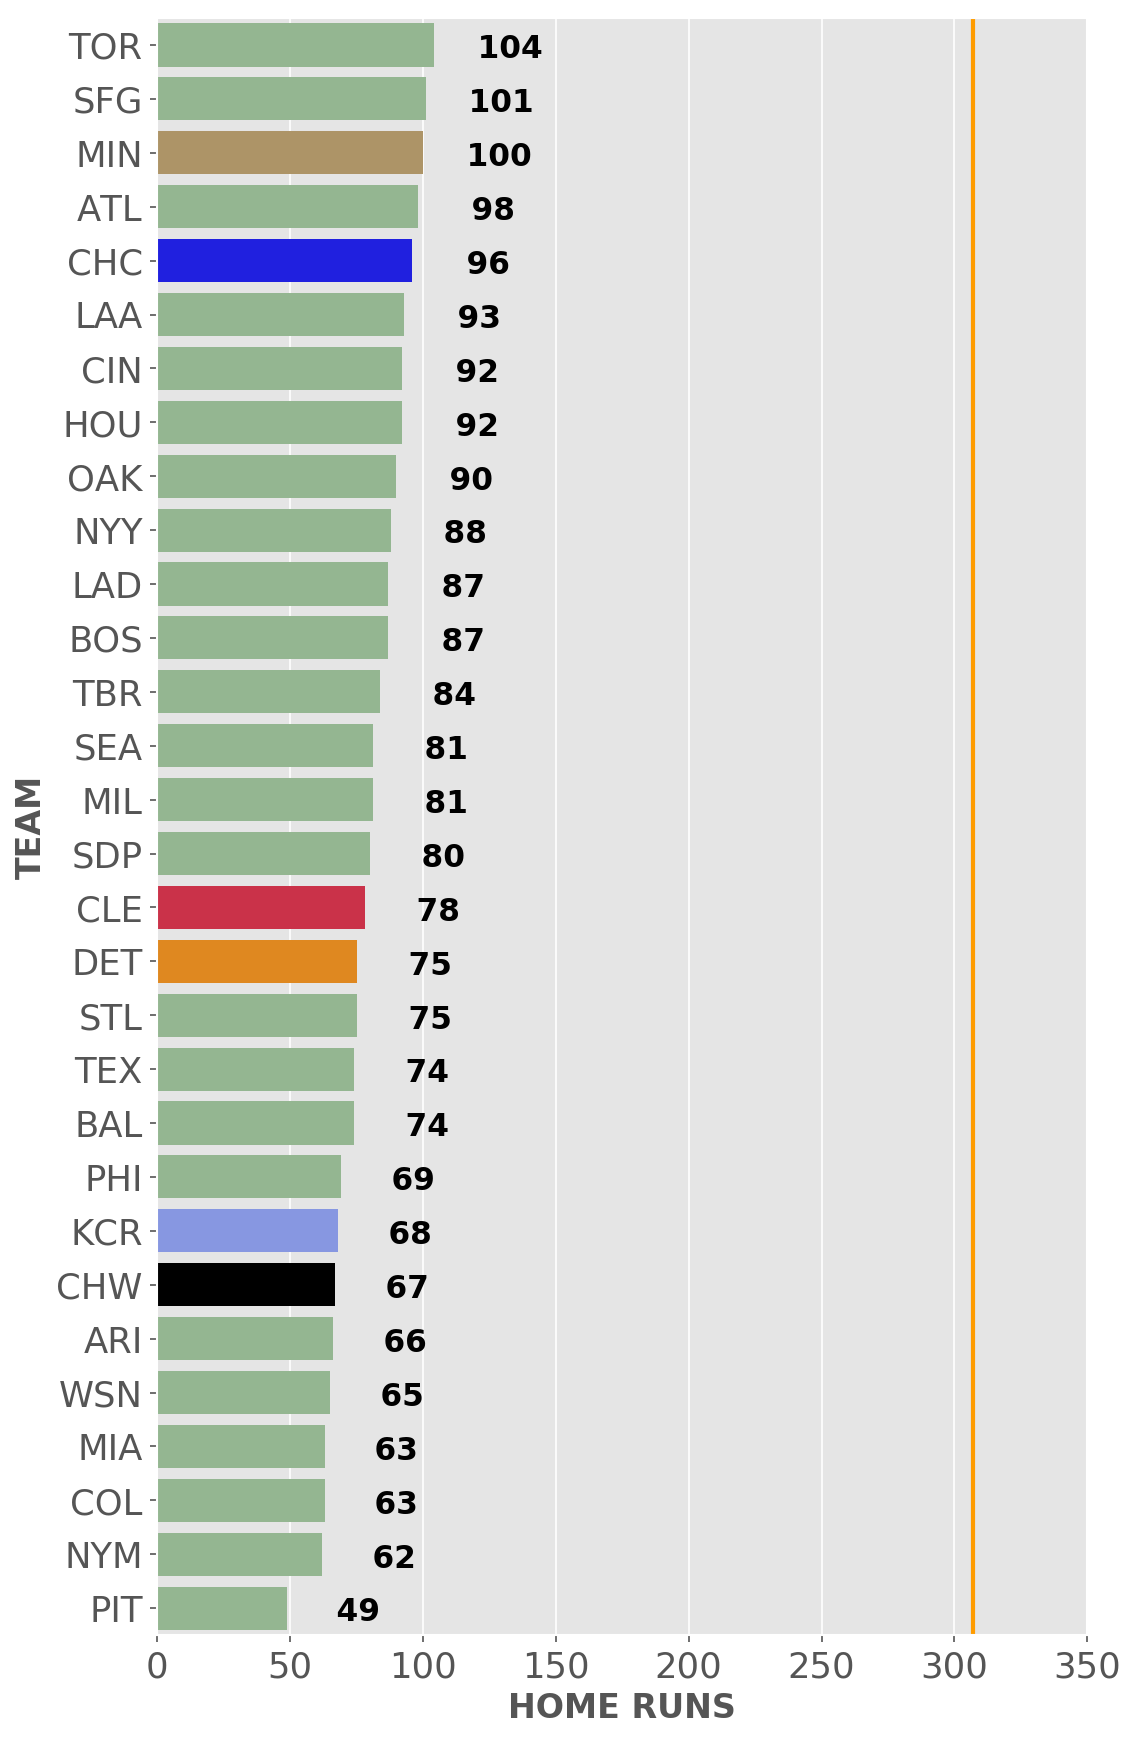 TOR 104
SFG 101
MIN 100
ATL 98
CHC 96
LAA 93
CIN 92
HOU 92
OAK 90
NYY 88
LAD 87
BOS 87
TBR 84
SEA 81
MIL 81
SDP 80
CLE 78
DET 75
STL 75
TEX 74
BAL 74
PHI 69
KCR 68
CHW 67
ARI 66
WSN 65
MIA 63
COL 63
NYM 62
PIT 49
TEAM
0 50 100 150 200 250 300 350
HOME RUNS